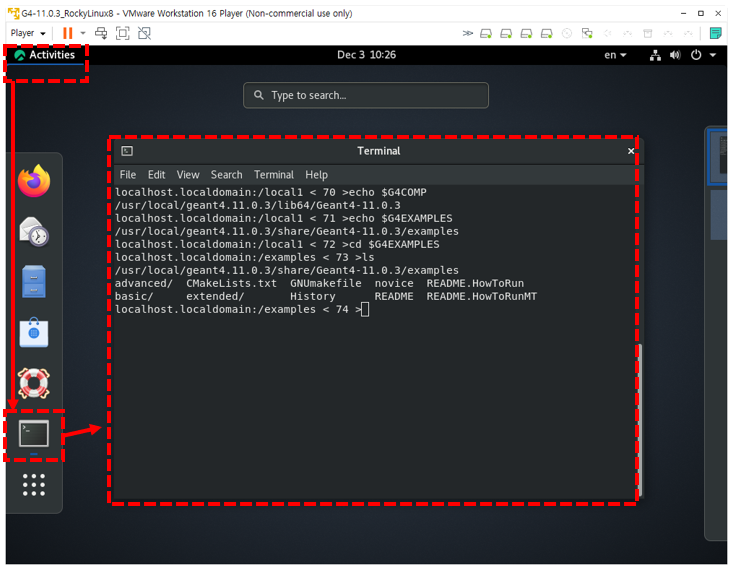 G4-11.0.3_RockyLinux8 - VMware Workstation 16 Player (Non-commercial use only)
Player
Activities
Dec 3 10:26
en
Type to search...
Terminal
File Edit View Search Terminal Help
localhost.localdomain:/local1 < 70 >echo $G4COMP
/usr/local/geant4.11.0.3/lib64/Geant4-11.0.3
localhost.localdomain:/local1 < 71 >echo $G4EXAMPLES
/usr/local/geant4.11.0.3/share/Geant4-11.0.3/examples
localhost.localdomain:/local1 < 72 >cd $G4EXAMPLES
localhost.localdomain:/examples < 73 >ls
/usr/local/geant4.11.0.3/share/Geant4-11.0.3/examples
advanced/ CMakeLists.txt GNUmakefile novice README.HowToRun
basic/ extended/ History README README.HowToRunMT
localhost.localdomain:/examples < 74 >